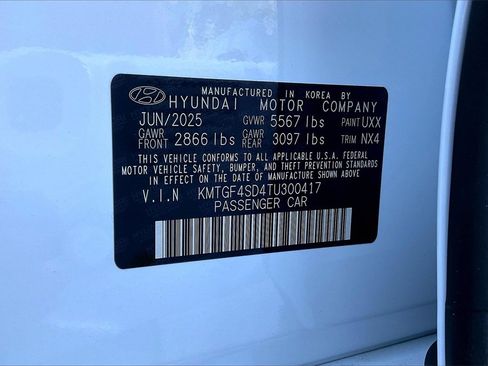 MANUFACTURED IN KOREA BY
HYUNDAI MOTOR COMPANY
JUN/2025 GVWR 5567 lbs PAINT UXX
GAWR FRONT 2866 lbs GAWR REAR 3097 lbs TRIM NX4
THIS VEHICLE CONFORMS TO ALL APPLICABLE U.S.A. FEDERAL
MOTOR VEHICLE SAFETY, BUMPER, AND THEFT PREVENTION STANDARDS
IN EFFECT ON THE DATE OF MANUFACTURE SHOWN ABOVE.
V.I.N KMTGF4SD4TU300417
PASSENGER CAR